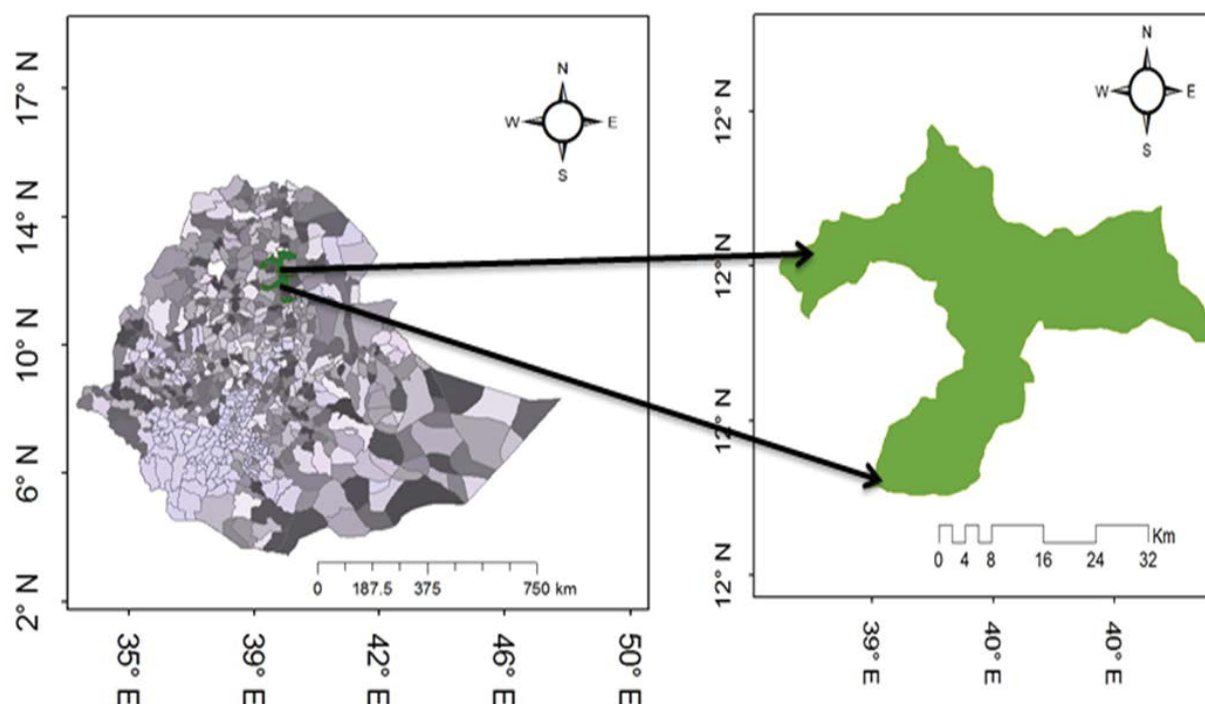 N
W E
S
17° N
14° N
10° N
6° N
2° N
0 187.5 375 750 km
35° E
39° E
42° E
46° E
50° E
N
W E
S
12° N
12° N
12° N
12° N
Km
0 4 8 16 24 32
39° E
40° E
40° E